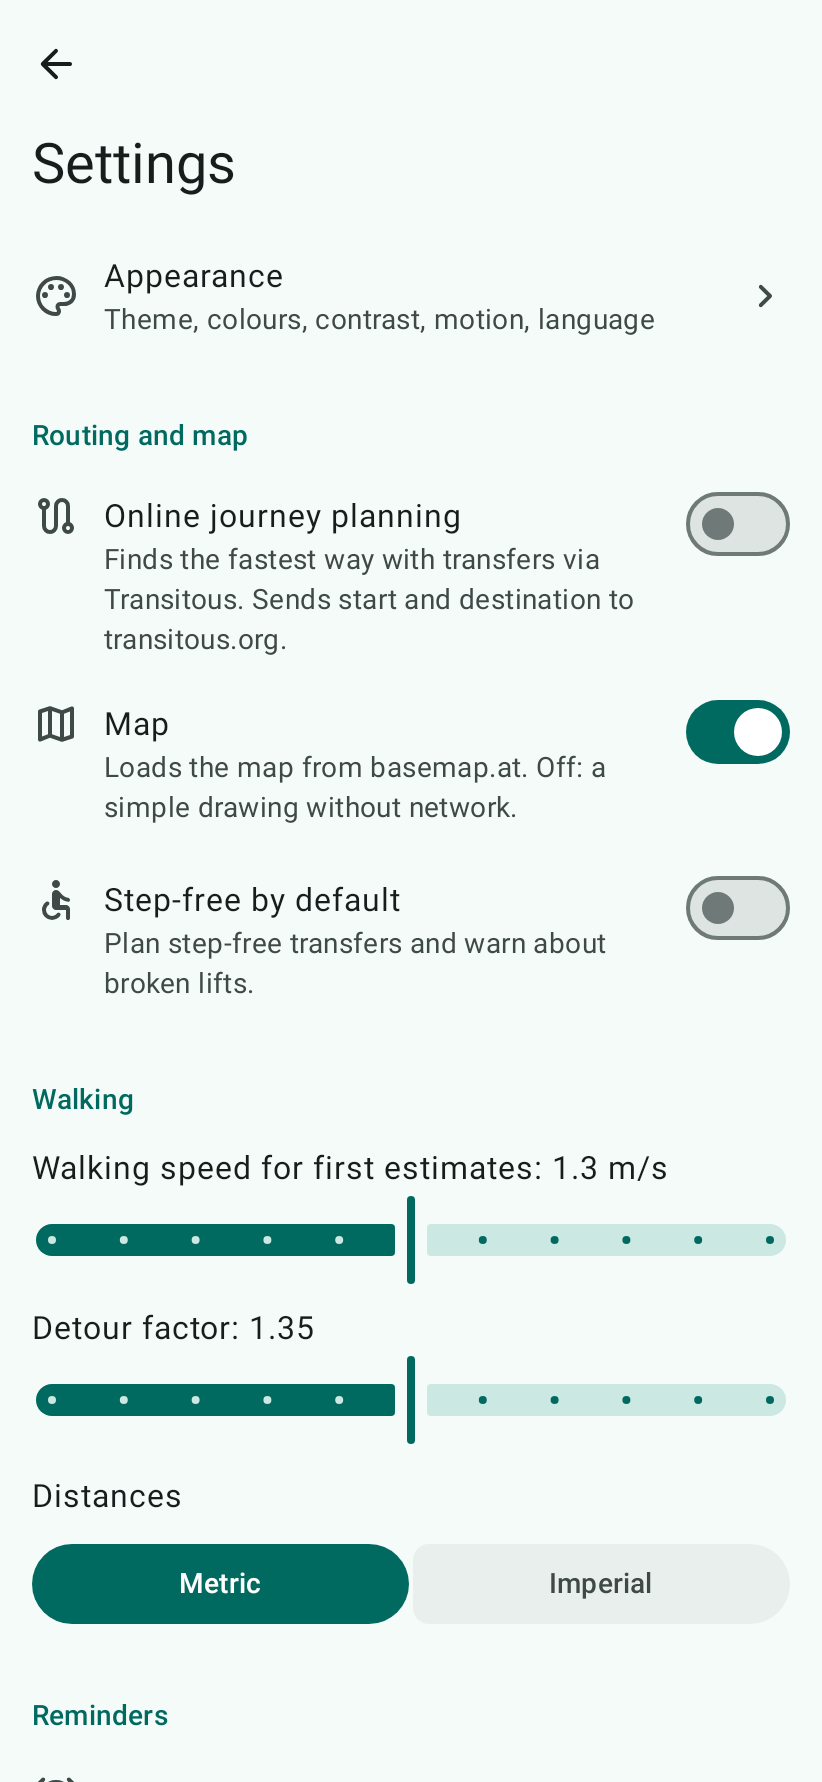 Settings
Appearance
Theme, colours, contrast, motion, language
Routing and map
Online journey planning
Finds the fastest way with transfers via
Transitous. Sends start and destination to
transitous.org.
Map
Loads the map from basemap.at. Off: a
simple drawing without network.
Step-free by default
Plan step-free transfers and warn about
broken lifts.
Walking
Walking speed for first estimates: 1.3 m/s
Detour factor: 1.35
Distances
Metric
Imperial
Reminders